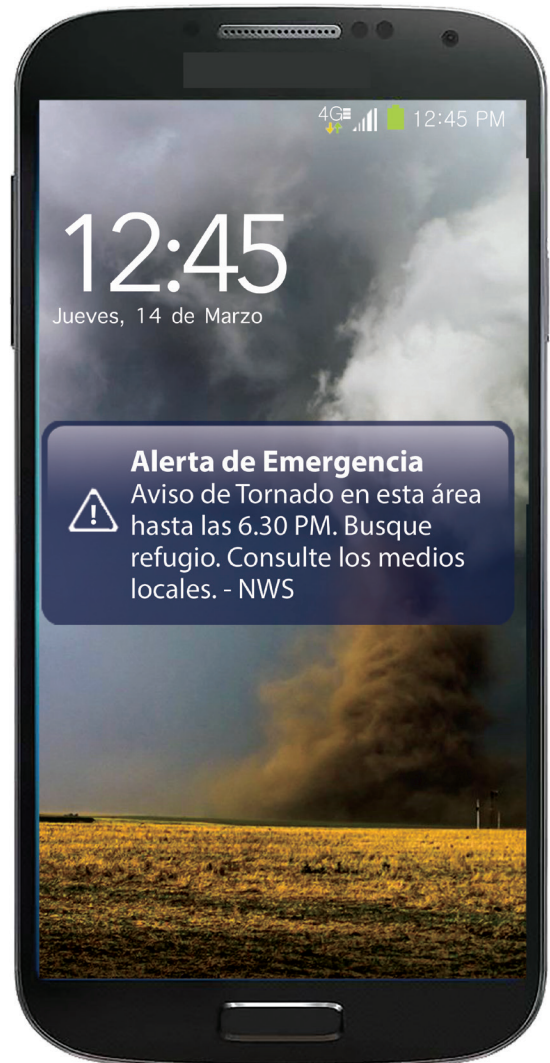 4G 12:45 PM
12:45
Jueves, 14 de Marzo
Alerta de Emergencia
Aviso de Tornado en esta área
hasta las 6.30 PM. Busque
refugio. Consulte los medios
locales. - NWS